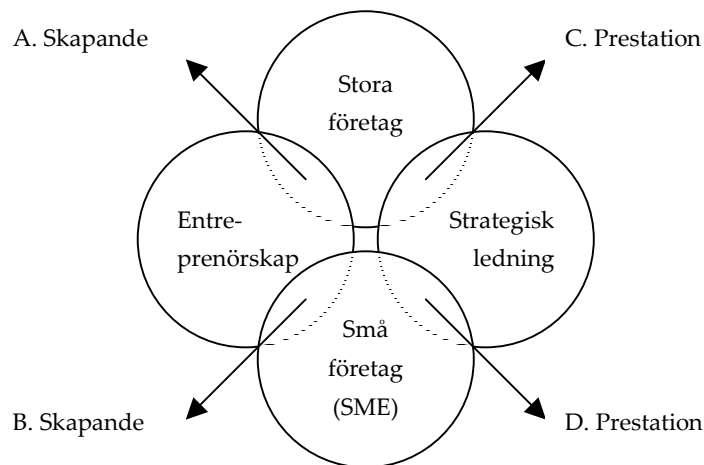 A. Skapande
C. Prestation
Stora
företag
Entre-
prenörskap
Strategisk
ledning
Små
företag
(SME)
B. Skapande
D. Prestation